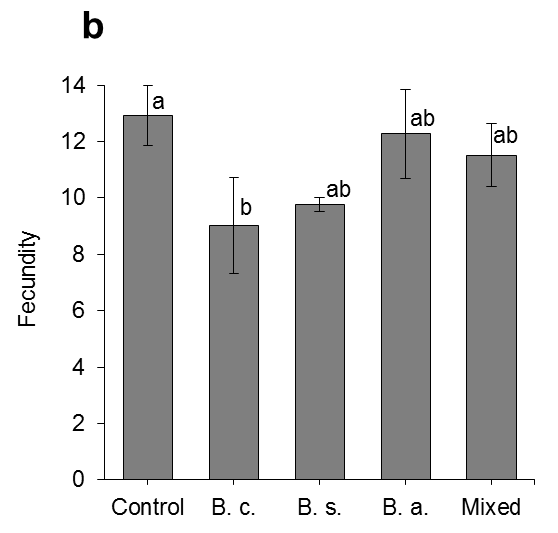 b
Fecundity
14
12
10
8
6
4
2
0
a
b
ab
ab
ab
Control B. c. B. s. B. a. Mixed